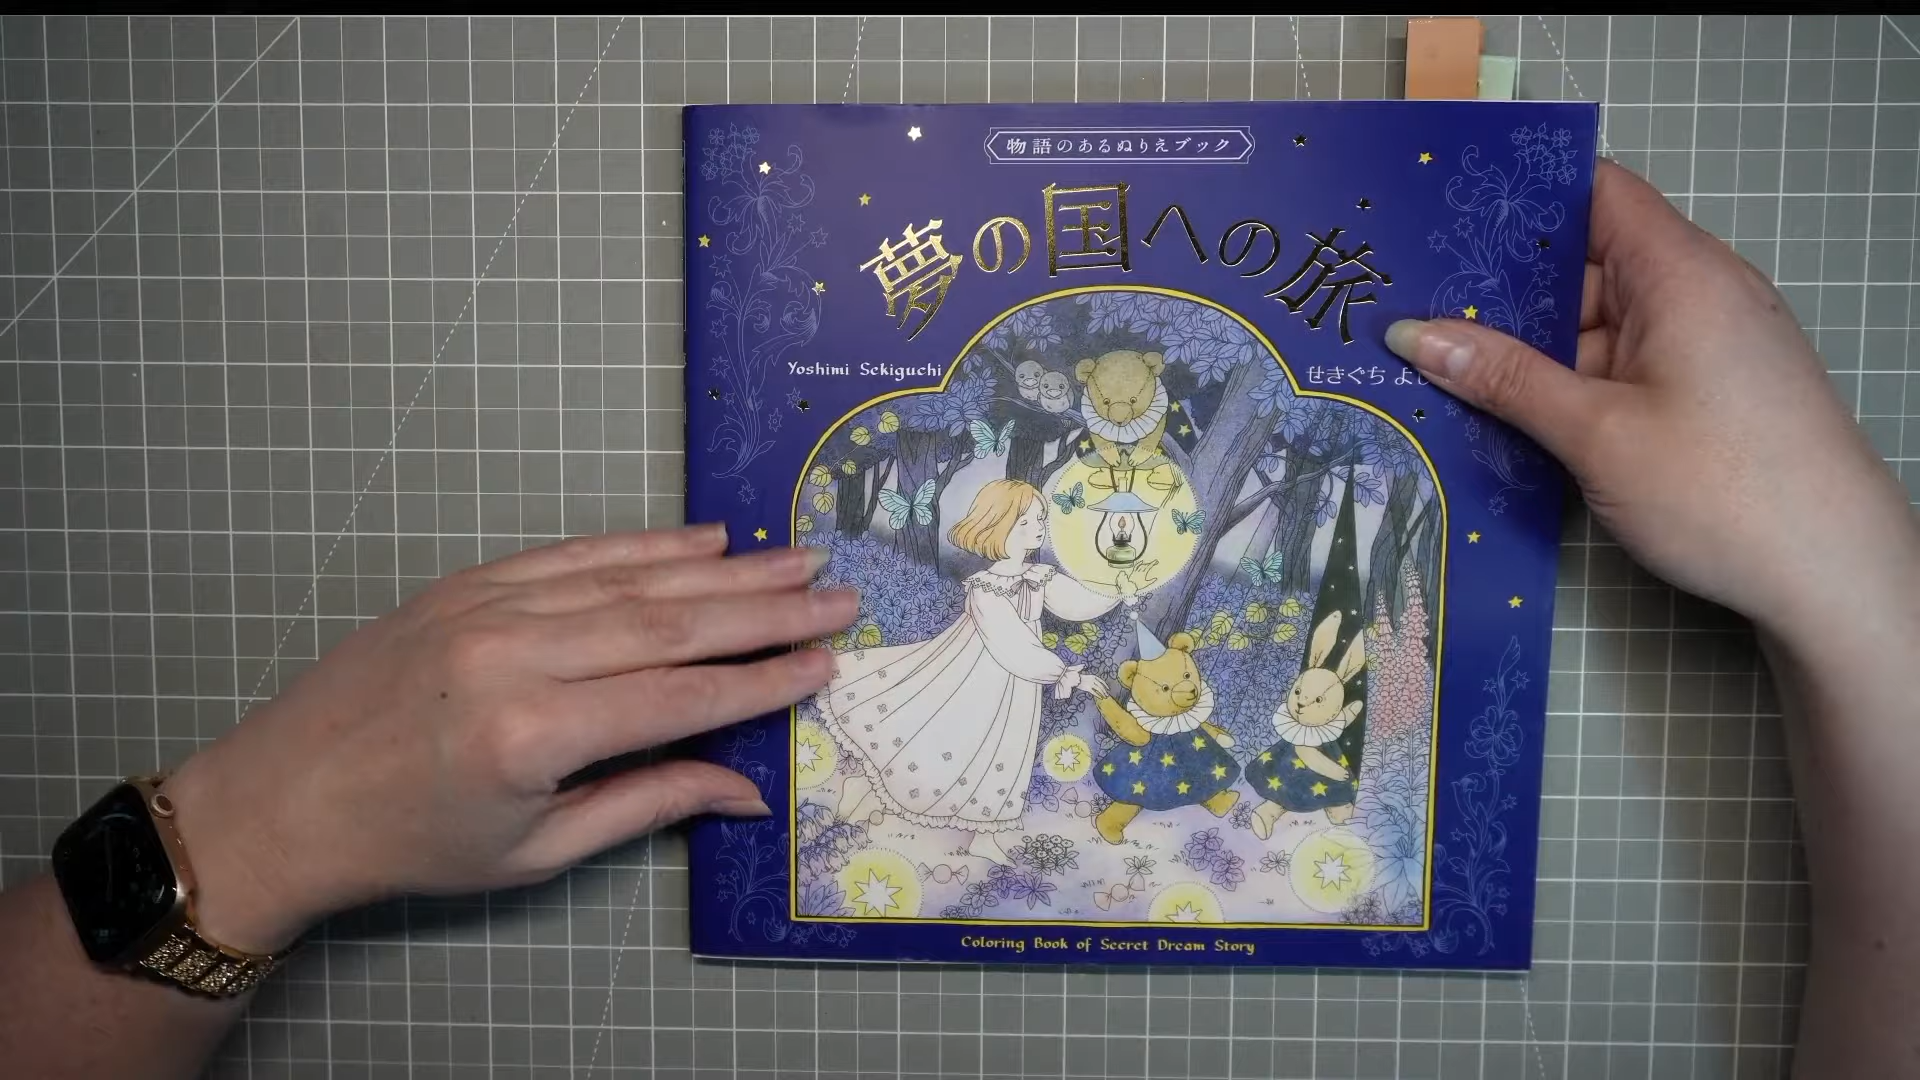 物語のあるぬりえブック
夢の国への旅
Yoshimi Sekiguchi
せきぐち よし
Coloring Book of Secret Dream Story